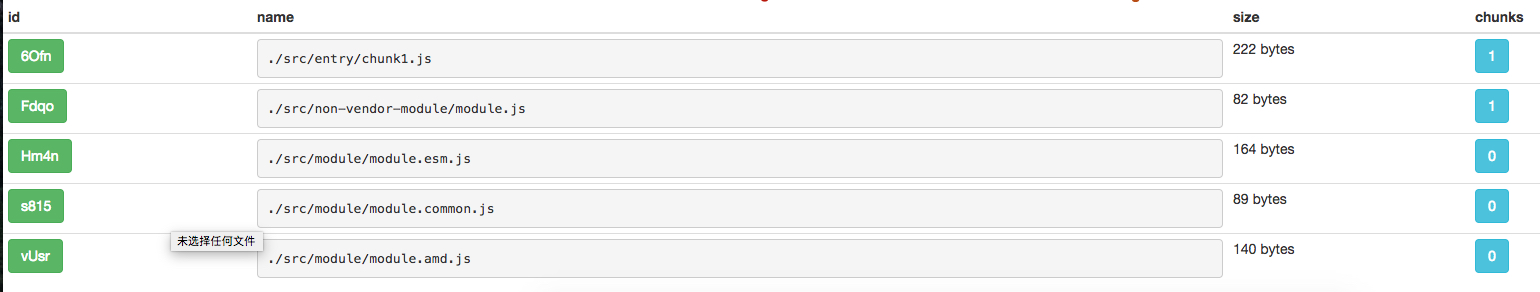 id name size chunks
6Ofn ./src/entry/chunk1.js 222 bytes 1
Fdqo ./src/non-vendor-module/module.js 82 bytes 1
Hm4n ./src/module/module.esm.js 164 bytes 0
s815 ./src/module/module.common.js 89 bytes 0
未选择任何文件
vUsr ./src/module/module.amd.js 140 bytes 0